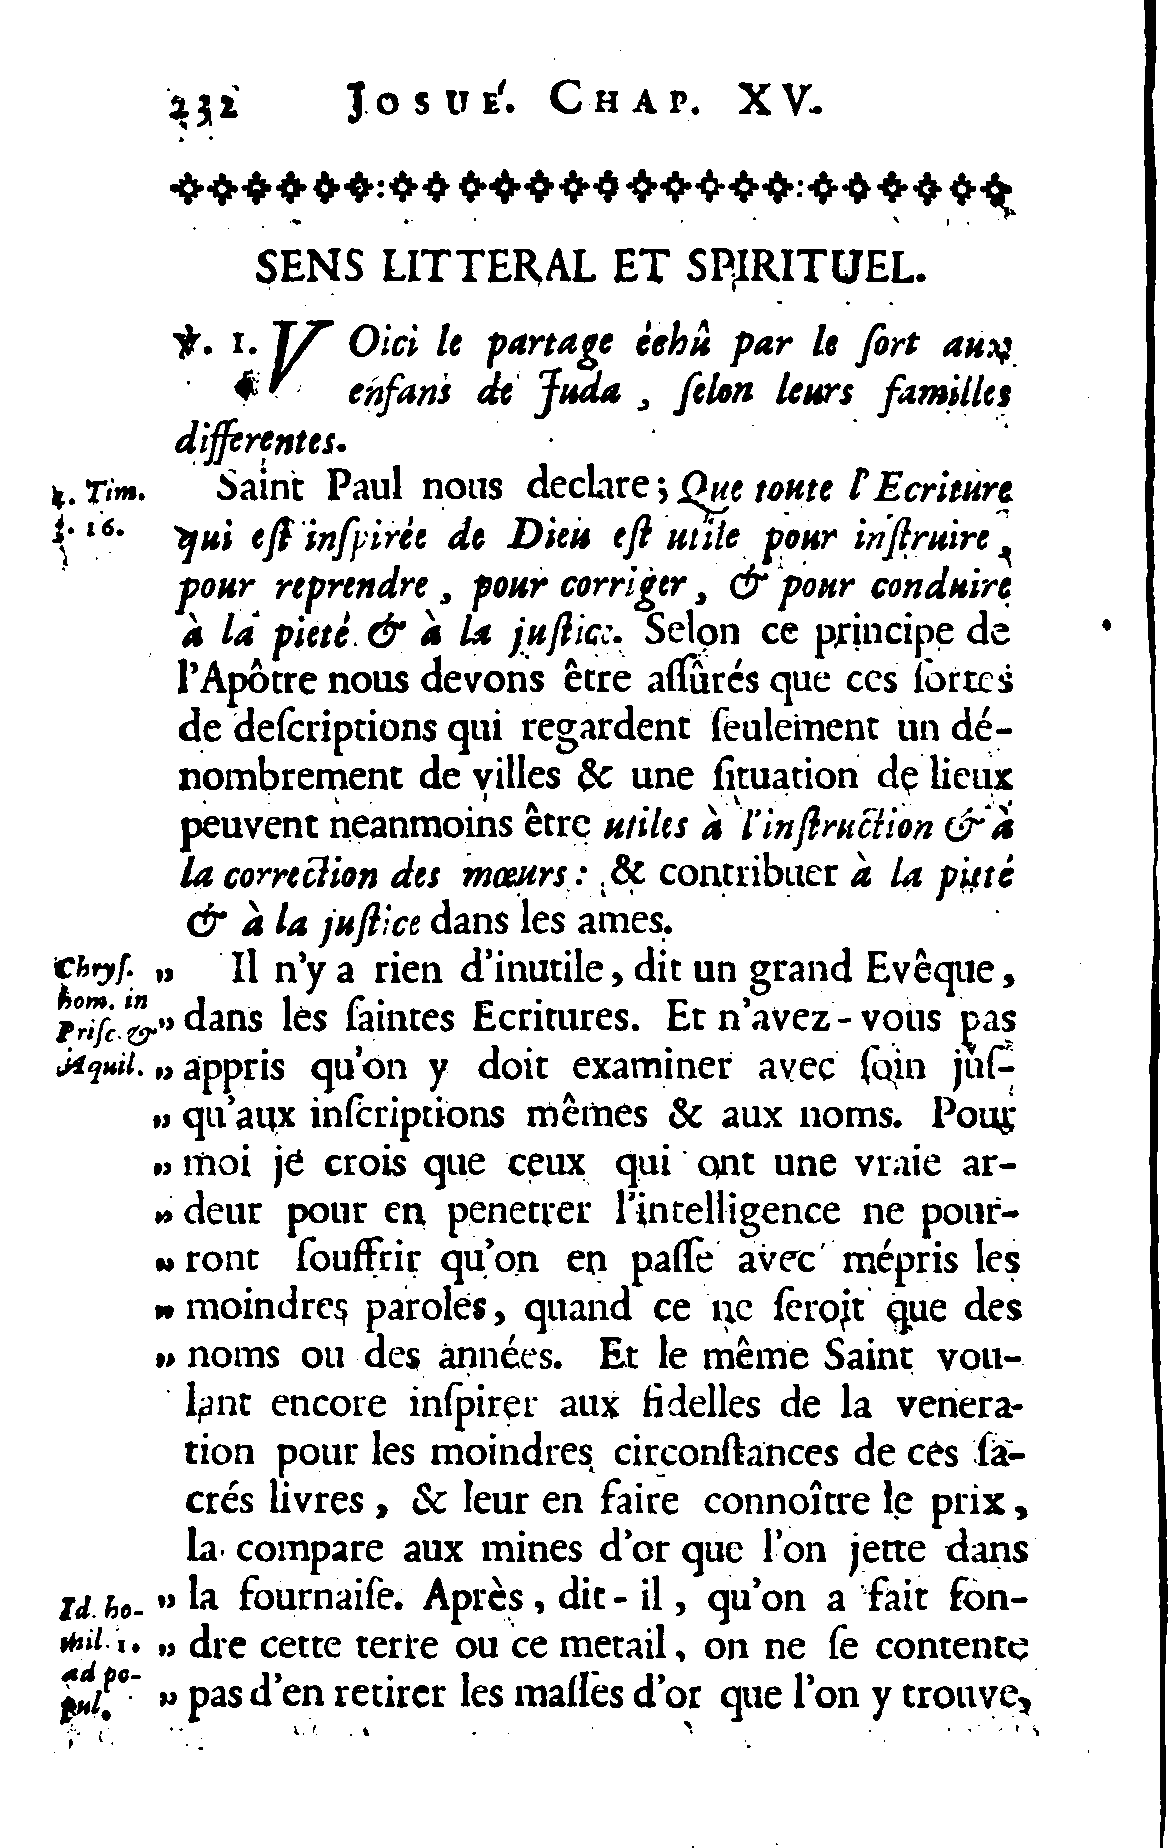 232 JOSUÉ. CHAP. XV.
SENS LITTERAL ET SPIRITUEL.
℣. 1. VOici le partage échû par le ſort aux
enfans de Juda, ſelon leurs familles
differentes.
Saint Paul nous declare; Que toute l'Ecriture
Tim.
16.
qui eſt inſpirée de Dieu eſt utile pour inſtruire,
pour reprendre, pour corriger, & pour conduire
à la pieté & à la juſtice. Selon ce principe de
l'Apôtre nous devons être aſſûrés que ces ſortes
de deſcriptions qui regardent ſeulement un dé-
nombrement de villes & une ſituation de lieux
peuvent neanmoins être utiles à l'inſtruction & à
la correction des mœurs: & contribuer à la pieté
& à la juſtice dans les ames.
Chryſ.
hom. in
Priſc. &
Aquil.
„ Il n'y a rien d'inutile, dit un grand Evêque,
„ dans les ſaintes Ecritures. Et n'avez-vous pas
„ appris qu'on y doit examiner avec ſoin juſ-
„ qu'aux inſcriptions mêmes & aux noms. Pour
„ moi je crois que ceux qui ont une vraie ar-
„ deur pour en penetrer l'intelligence ne pour-
„ ront ſouffrir qu'on en paſſe avec mépris les
„ moindres paroles, quand ce ne ſeroit que des
„ noms ou des années. Et le même Saint vou-
lant encore inſpirer aux fidelles de la venera-
tion pour les moindres circonſtances de ces ſa-
crés livres, & leur en faire connoître le prix,
la compare aux mines d'or que l'on jette dans
Id. ho-
mil. 1.
ad po-
pul.
„ la fournaiſe. Après, dit-il, qu'on a fait fon-
„ dre cette terre ou ce metail, on ne ſe contente
„ pas d'en retirer les maſſes d'or que l'on y trouve,